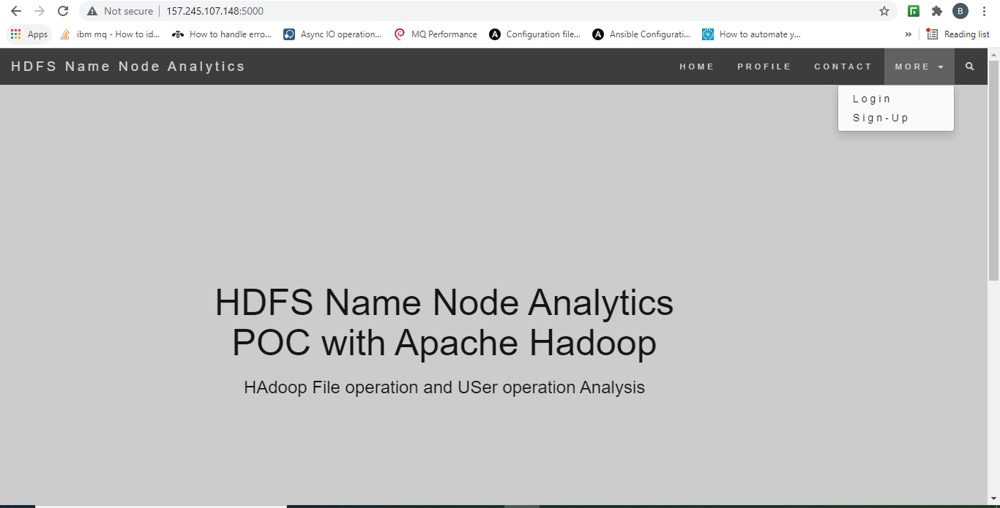 Not secure 157.245.107.148:5000 B
Apps ibm mq - How to id... How to handle erro... Async IO operation... MQ Performance A Configuration file... A Ansible Configurati... How to automate y... » Reading list
HDFS Name Node Analytics HOME PROFILE CONTACT MORE
Login
Sign-Up
HDFS Name Node Analytics
POC with Apache Hadoop
HAdoop File operation and USer operation Analysis